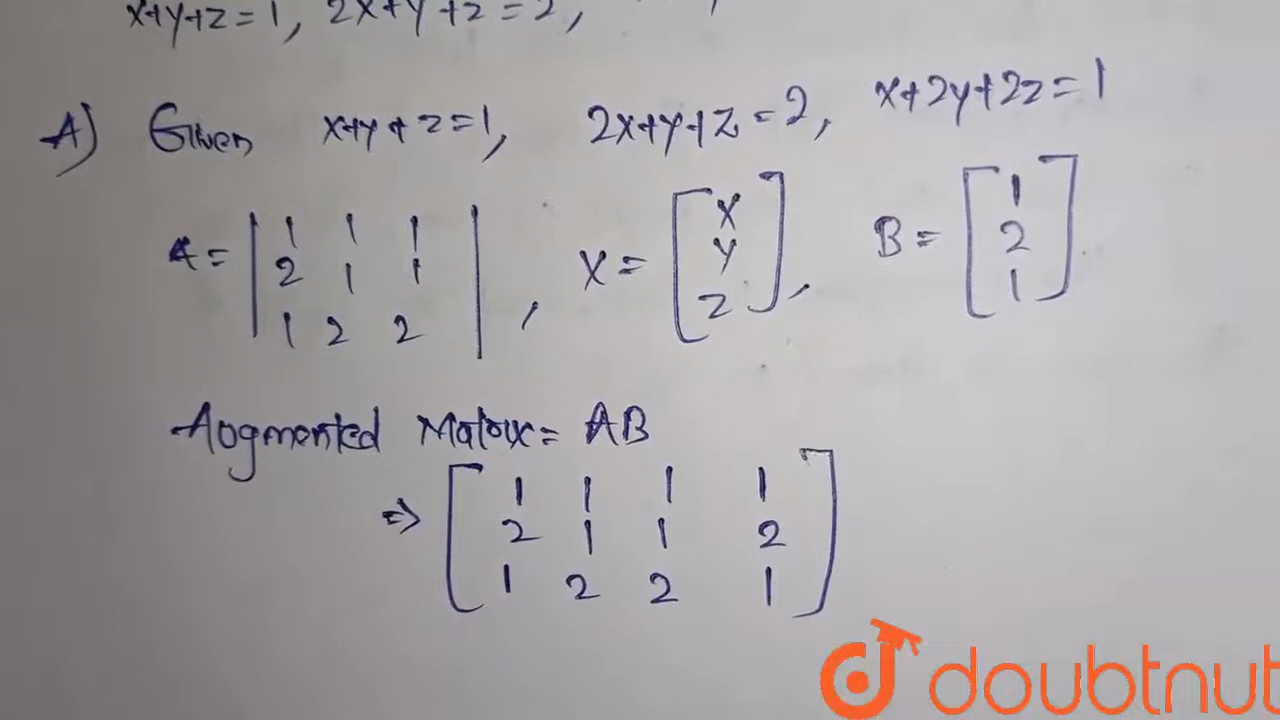 x+y+z=1, 2x+y+z=2,
A) Given x+y+z=1, 2x+y+z=2, x+2y+2z=1
A= | 1 1 1 | , X= [ x ] , B= [ 1 ]
2 1 1 y 2
1 2 2 z 1
Augmented Matrix= AB
⇒ [ 1 1 1 1 ]
2 1 1 2
1 2 2 1
doubtnut